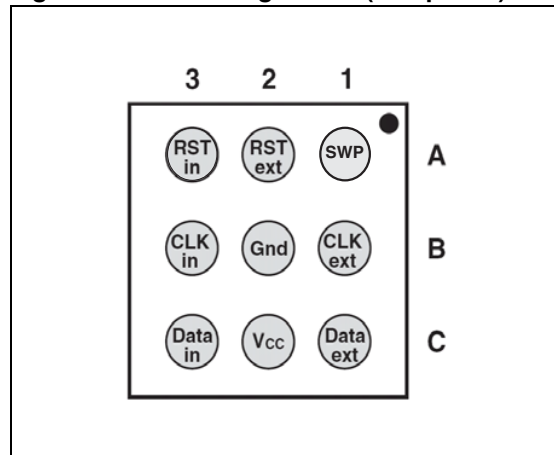 3 2 1
RST RST SWP A
in ext
CLK Gnd CLK B
in ext
Data Vcc Data C
in ext